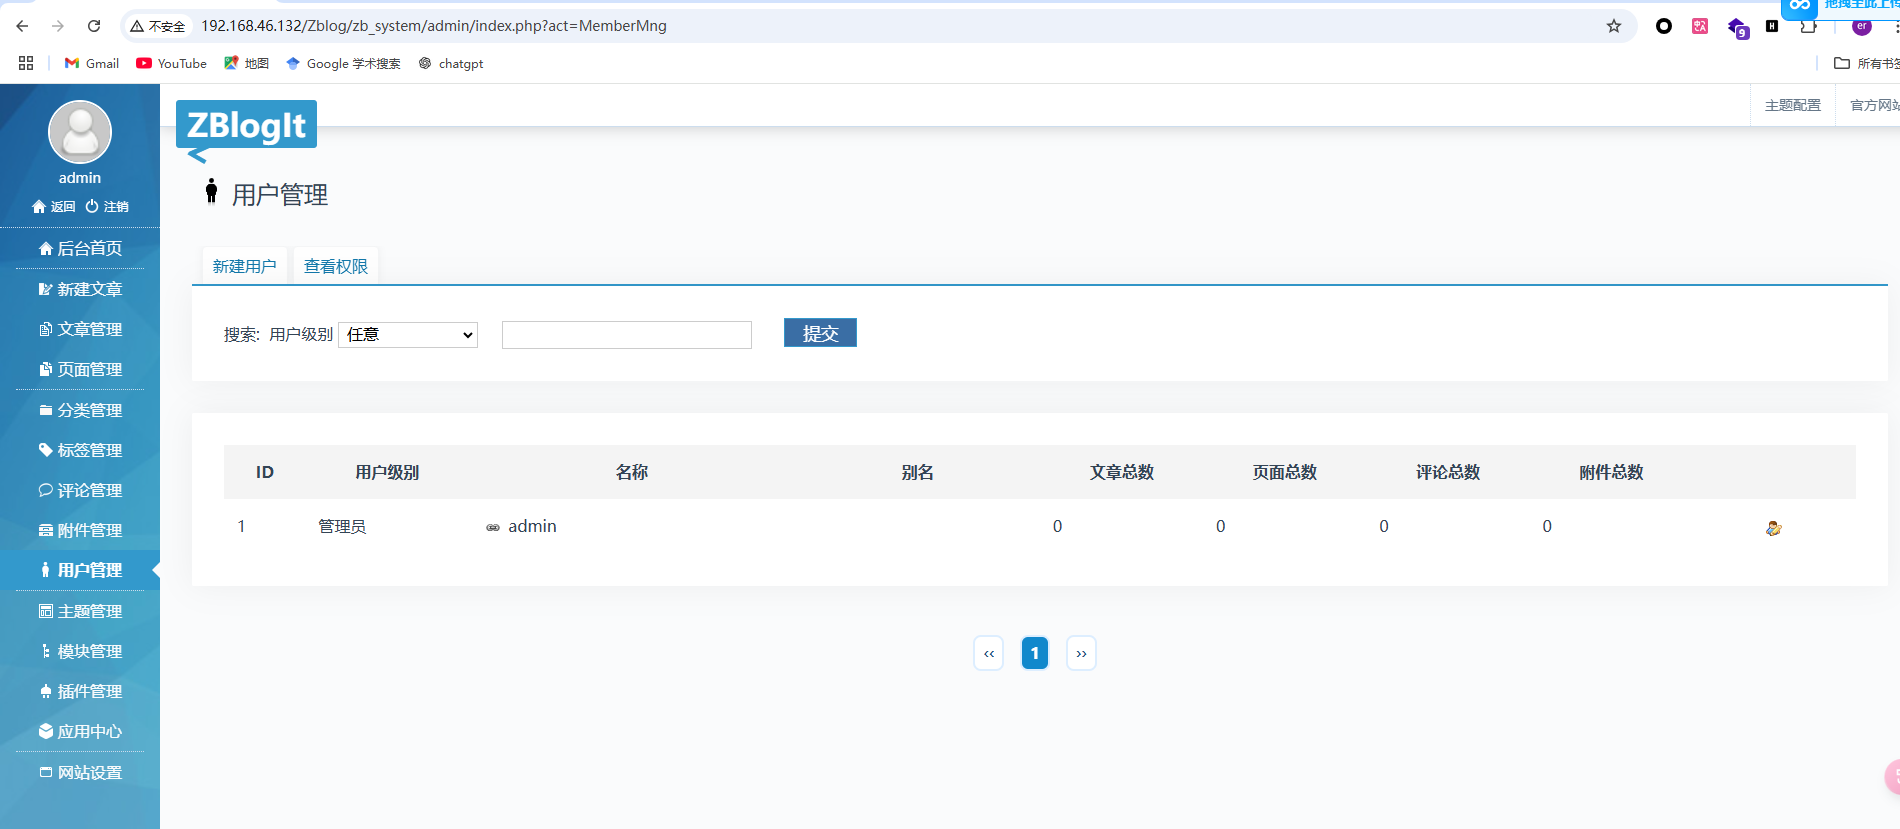 拖拽至此上传
不安全 192.168.46.132/Zblog/zb_system/admin/index.php?act=MemberMng
9 H er
Gmail YouTube 地图 Google 学术搜索 chatgpt 所有书签
主题配置 官方网站
ZBlogIt
admin
返回 注销
用户管理
后台首页
新建文章
文章管理
页面管理
分类管理
标签管理
评论管理
附件管理
用户管理
主题管理
模块管理
插件管理
应用中心
网站设置
新建用户 查看权限
搜索: 用户级别 任意 提交
ID 用户级别 名称 别名 文章总数 页面总数 评论总数 附件总数
1 管理员 admin 0 0 0 0
‹‹ 1 ››